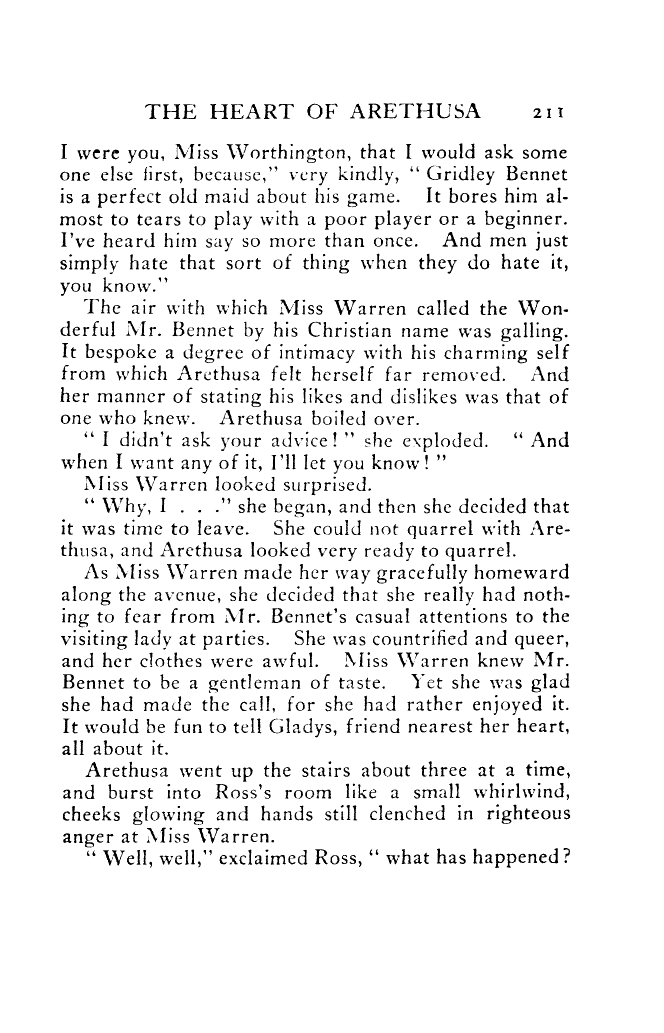 THE HEART OF ARETHUSA 211
I were you, Miss Worthington, that I would ask some
one else first, because," very kindly, " Gridley Bennet
is a perfect old maid about his game. It bores him al-
most to tears to play with a poor player or a beginner.
I've heard him say so more than once. And men just
simply hate that sort of thing when they do hate it,
you know."
The air with which Miss Warren called the Won-
derful Mr. Bennet by his Christian name was galling.
It bespoke a degree of intimacy with his charming self
from which Arethusa felt herself far removed. And
her manner of stating his likes and dislikes was that of
one who knew. Arethusa boiled over.
" I didn't ask your advice! " she exploded. " And
when I want any of it, I'll let you know! "
Miss Warren looked surprised.
" Why, I . . ." she began, and then she decided that
it was time to leave. She could not quarrel with Are-
thusa, and Arethusa looked very ready to quarrel.
As Miss Warren made her way gracefully homeward
along the avenue, she decided that she really had noth-
ing to fear from Mr. Bennet's casual attentions to the
visiting lady at parties. She was countrified and queer,
and her clothes were awful. Miss Warren knew Mr.
Bennet to be a gentleman of taste. Yet she was glad
she had made the call, for she had rather enjoyed it.
It would be fun to tell Gladys, friend nearest her heart,
all about it.
Arethusa went up the stairs about three at a time,
and burst into Ross's room like a small whirlwind,
cheeks glowing and hands still clenched in righteous
anger at Miss Warren.
" Well, well," exclaimed Ross, " what has happened?